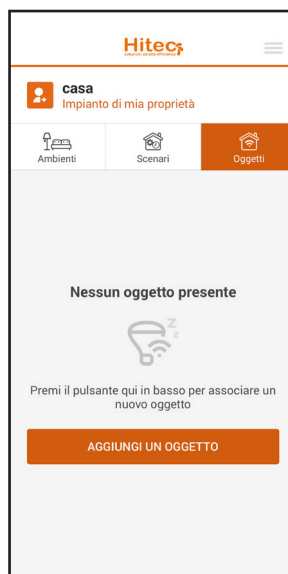 Hitec
casa
Impianto di mia proprietà
Ambienti
Scenari
Oggetti
Nessun oggetto presente
z
z
Premi il pulsante qui in basso per associare un
nuovo oggetto
AGGIUNGI UN OGGETTO